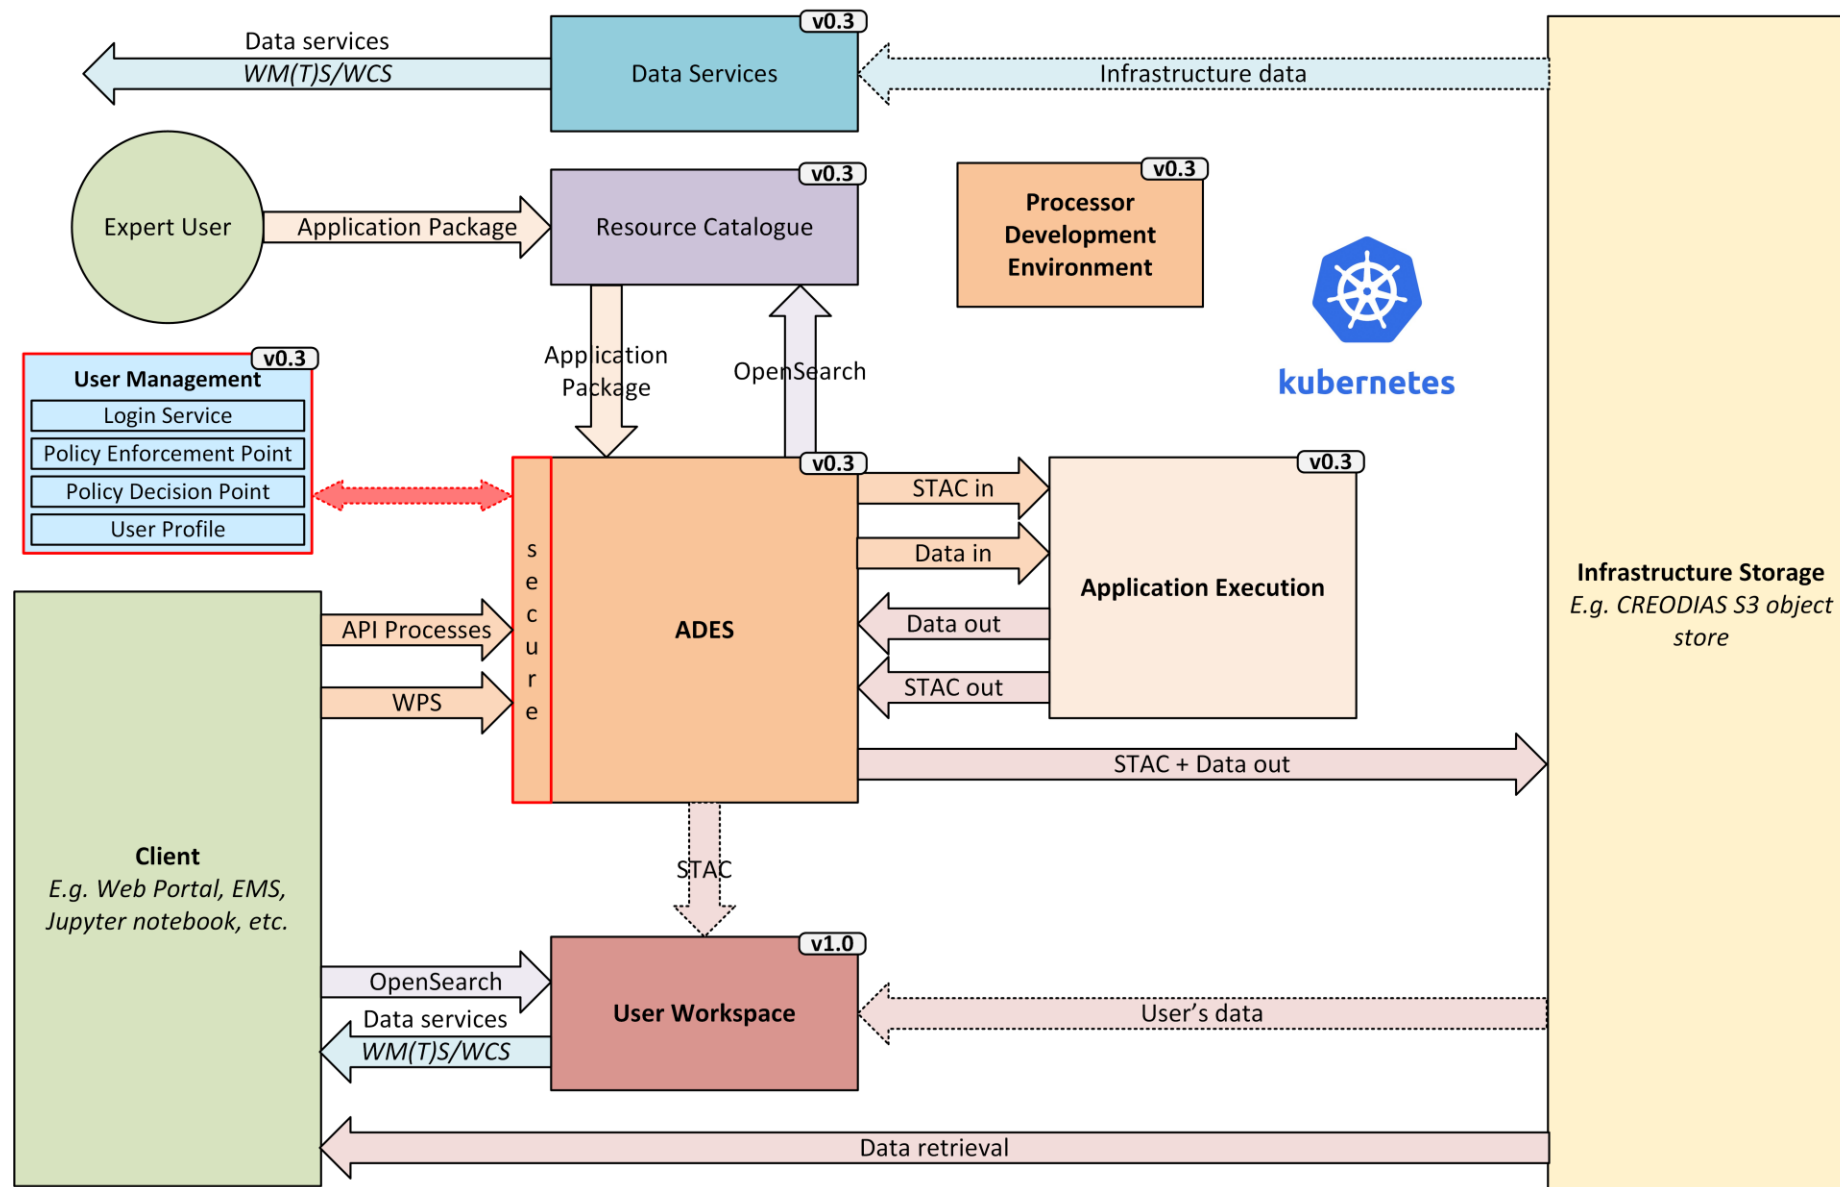 v0.3
Data services
WM(T)S/WCS
Data Services
Infrastructure data
v0.3
v0.3
Expert User
Application Package
Resource Catalogue
Processor
Development
Environment
kubernetes
Application
Package
OpenSearch
v0.3
User Management
Login Service
Policy Enforcement Point
Policy Decision Point
User Profile
v0.3
v0.3
secure
ADES
STAC in
Data in
Data out
STAC out
Application Execution
Infrastructure Storage
E.g. CREODIAS S3 object
store
API Processes
WPS
STAC + Data out
Client
E.g. Web Portal, EMS,
Jupyter notebook, etc.
STAC
v1.0
OpenSearch
Data services
WM(T)S/WCS
User Workspace
User’s data
Data retrieval